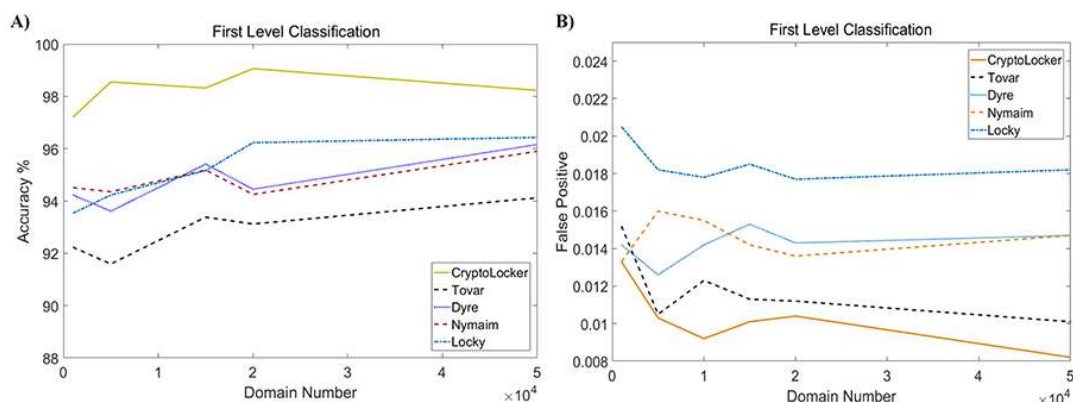 A)
First Level Classification
100
98
96
94
92
90
88
Accuracy %
0
1
2
3
4
5
Domain Number
×10⁴
CryptoLocker
Tovar
Dyre
Nymaim
Locky
B)
First Level Classification
0.024
0.022
0.02
0.018
0.016
0.014
0.012
0.01
0.008
False Positive
0
1
2
3
4
5
Domain Number
×10⁴
CryptoLocker
Tovar
Dyre
Nymaim
Locky